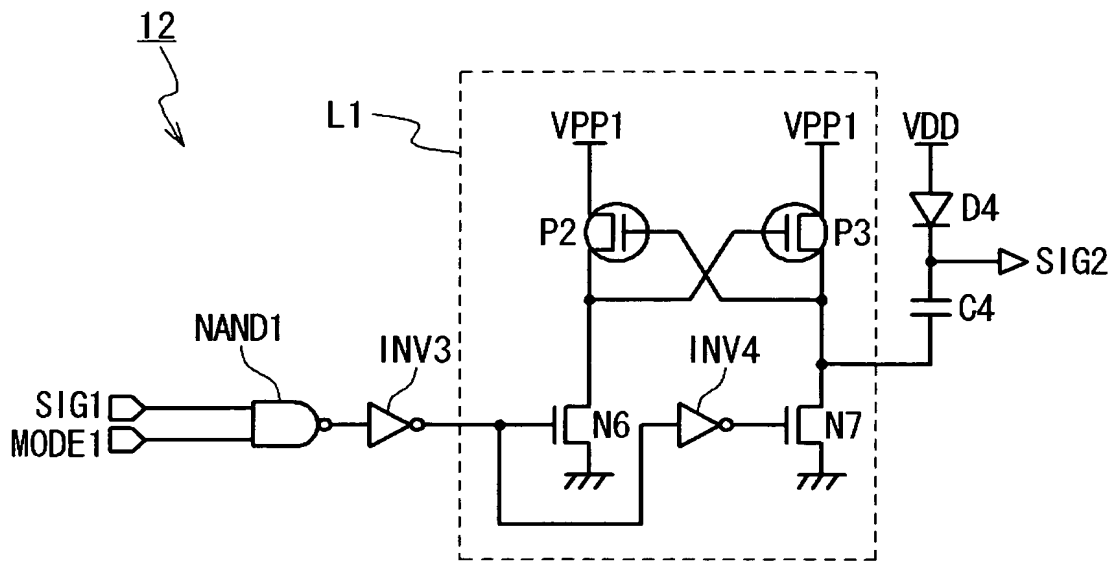 12
L1
VPP1
VPP1
VDD
P2
P3
D4
SIG2
C4
NAND1
INV3
INV4
SIG1
MODE1
N6
N7